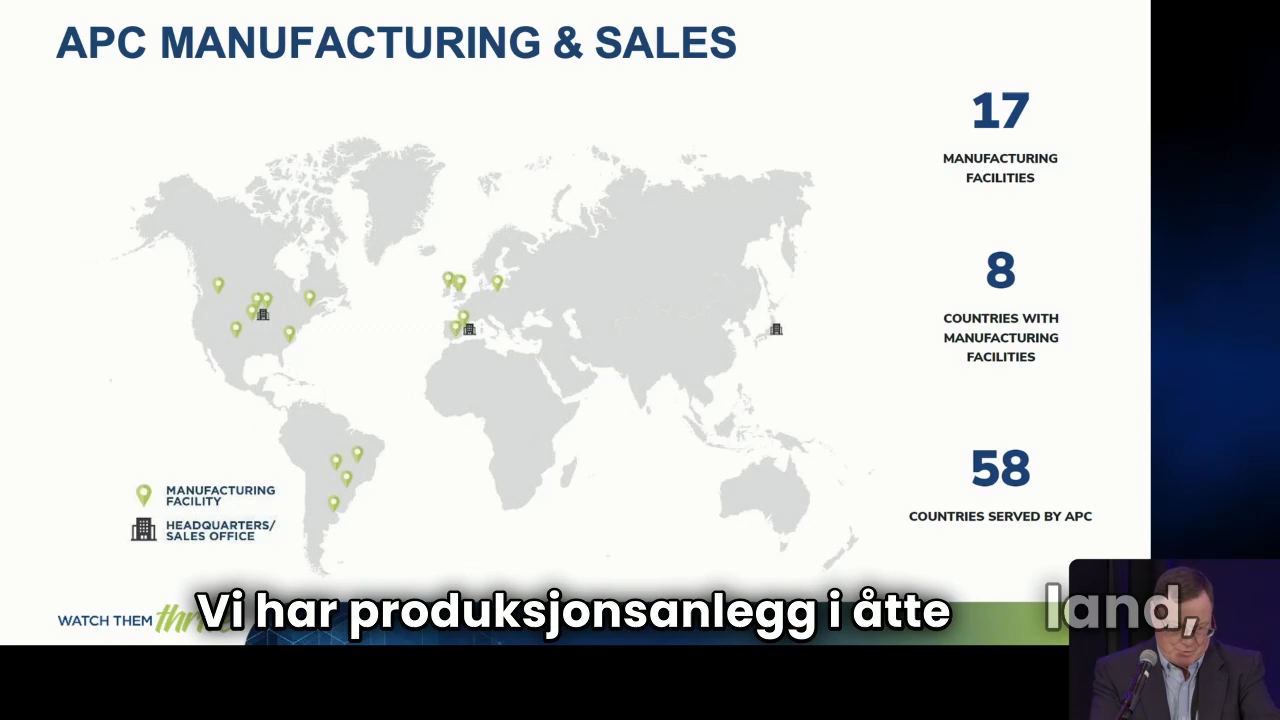 APC MANUFACTURING & SALES
17
MANUFACTURING
FACILITIES
8
COUNTRIES WITH
MANUFACTURING
FACILITIES
58
COUNTRIES SERVED BY APC
MANUFACTURING
FACILITY
HEADQUARTERS/
SALES OFFICE
WATCH THEM
Vi har produksjonsanlegg i åtte land,